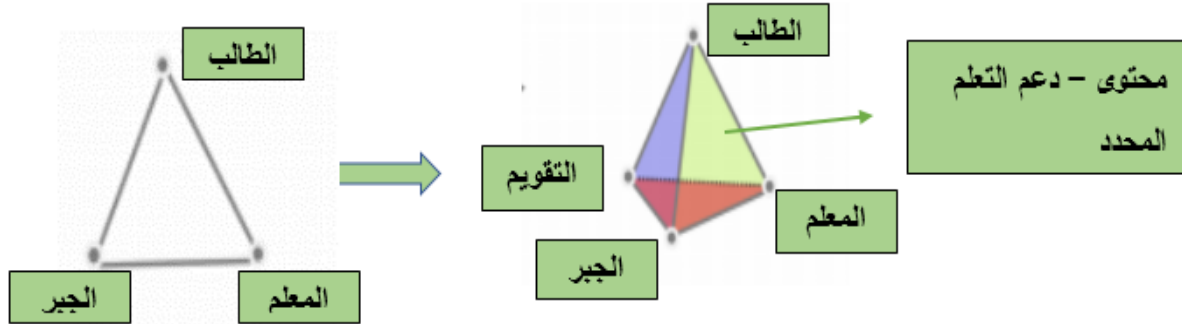 الطالب
الجبر
المعلم
الطالب
التقويم
الجبر
المعلم
محتوى – دعم التعلم
المحدد